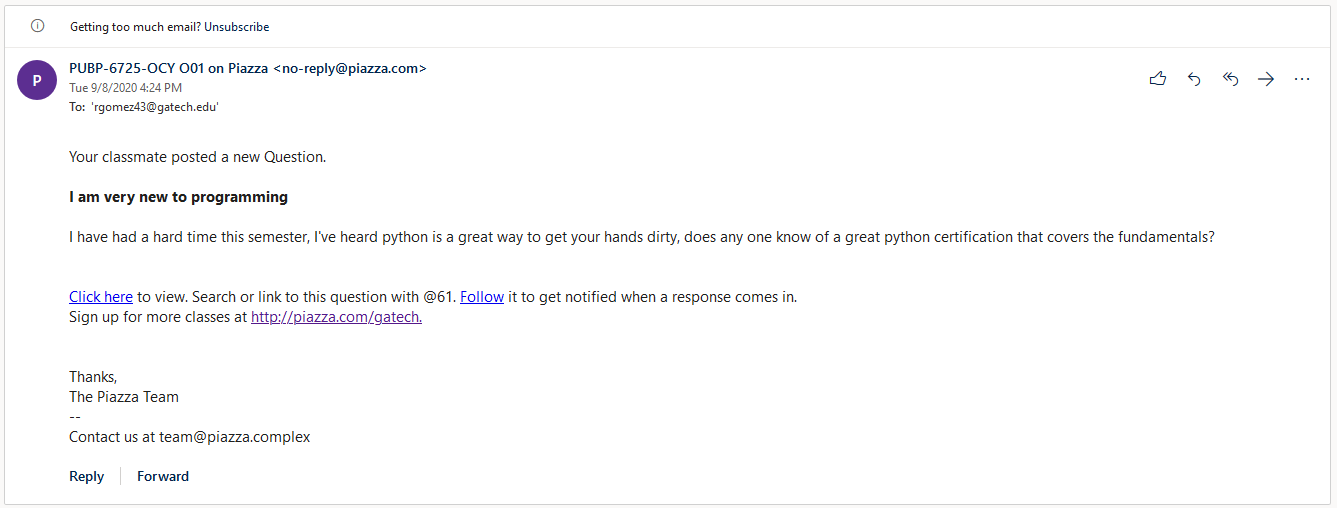 Getting too much email? Unsubscribe
P
PUBP-6725-OCY O01 on Piazza <no-reply@piazza.com>
Tue 9/8/2020 4:24 PM
To: 'rgomez43@gatech.edu'
Your classmate posted a new Question.
I am very new to programming
I have had a hard time this semester, I've heard python is a great way to get your hands dirty, does any one know of a great python certification that covers the fundamentals?
Click here to view. Search or link to this question with @61. Follow it to get notified when a response comes in.
Sign up for more classes at http://piazza.com/gatech.
Thanks,
The Piazza Team
--
Contact us at team@piazza.complex
Reply Forward